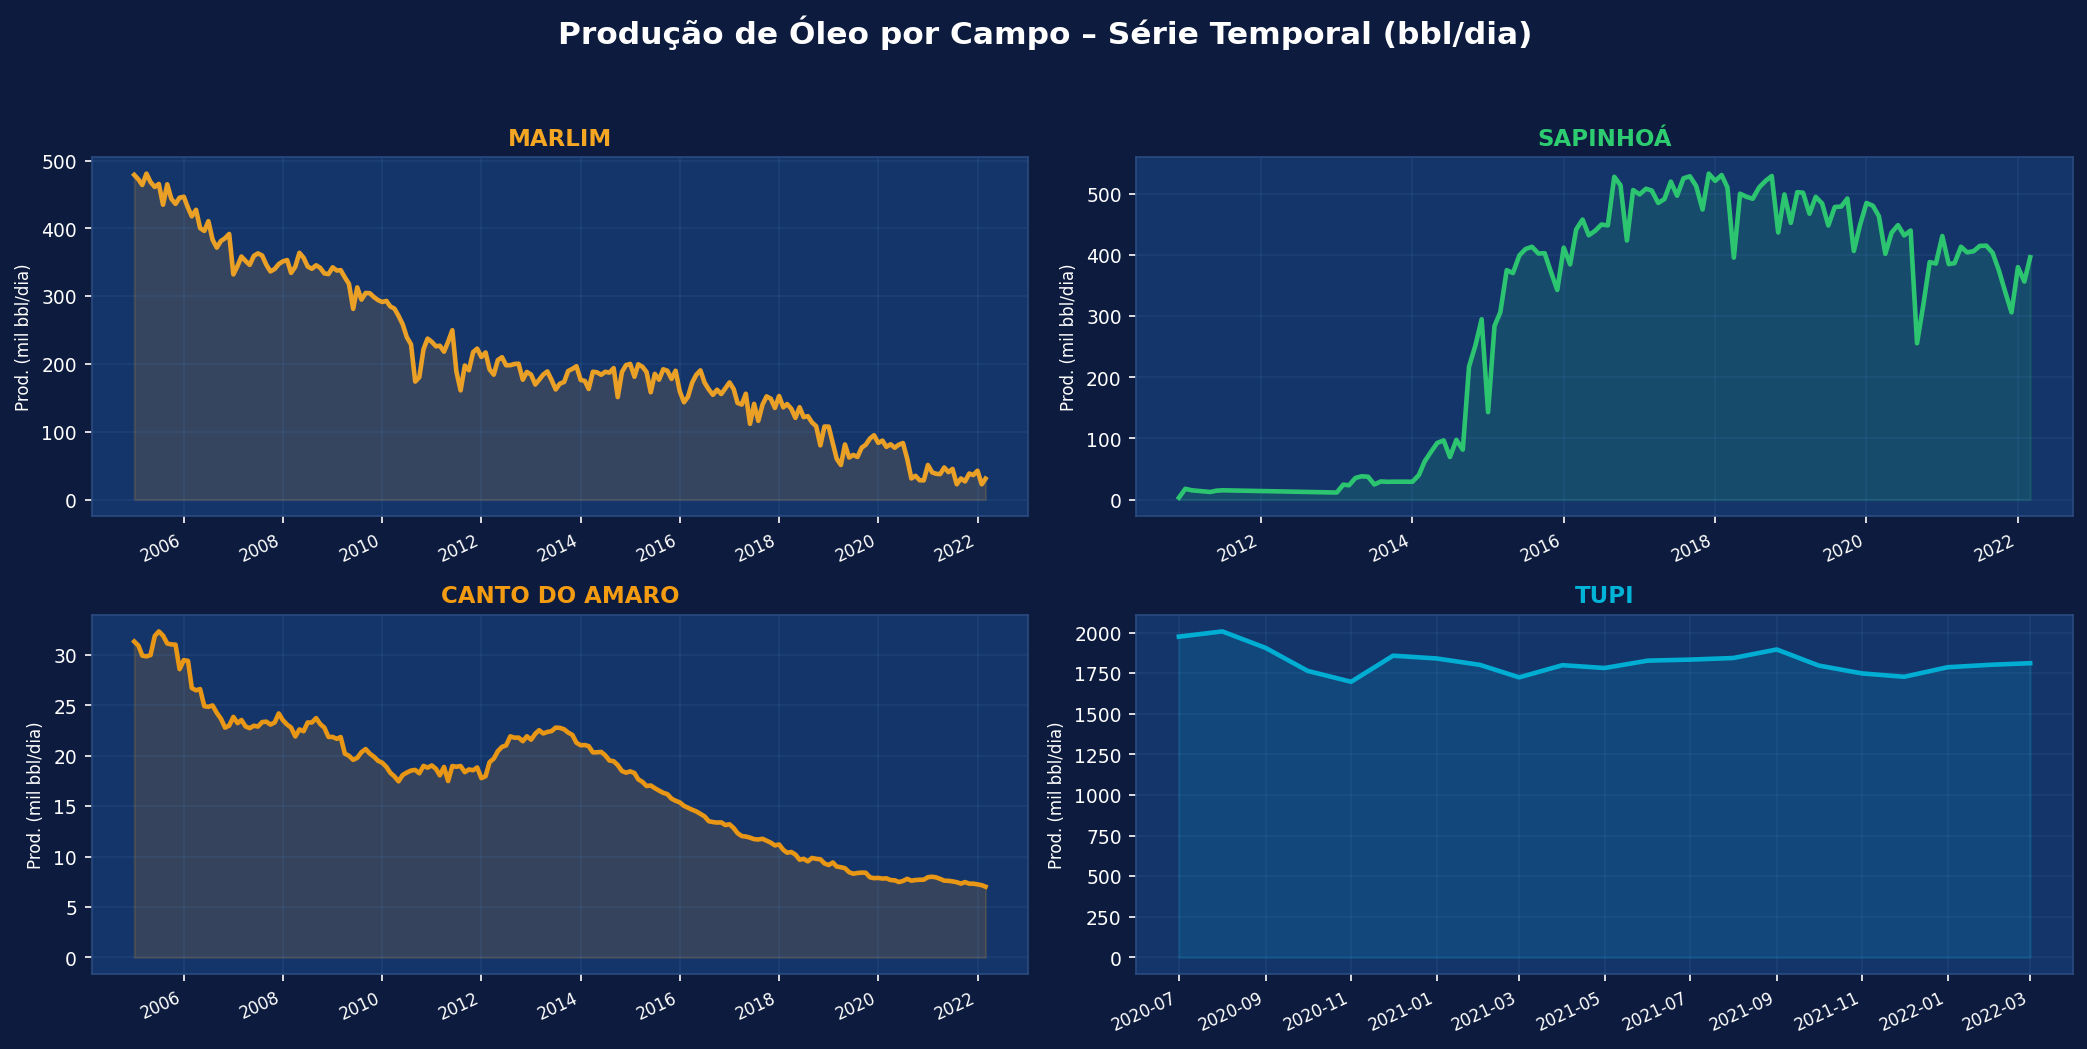 Produção de Óleo por Campo – Série Temporal (bbl/dia)
MARLIM
Prod. (mil bbl/dia)
500
400
300
200
100
0
2006 2008 2010 2012 2014 2016 2018 2020 2022
SAPINHOÁ
Prod. (mil bbl/dia)
500
400
300
200
100
0
2012 2014 2016 2018 2020 2022
CANTO DO AMARO
Prod. (mil bbl/dia)
30
25
20
15
10
5
0
2006 2008 2010 2012 2014 2016 2018 2020 2022
TUPI
Prod. (mil bbl/dia)
2000
1750
1500
1250
1000
750
500
250
0
2020-07 2020-09 2020-11 2021-01 2021-03 2021-05 2021-07 2021-09 2021-11 2022-01 2022-03